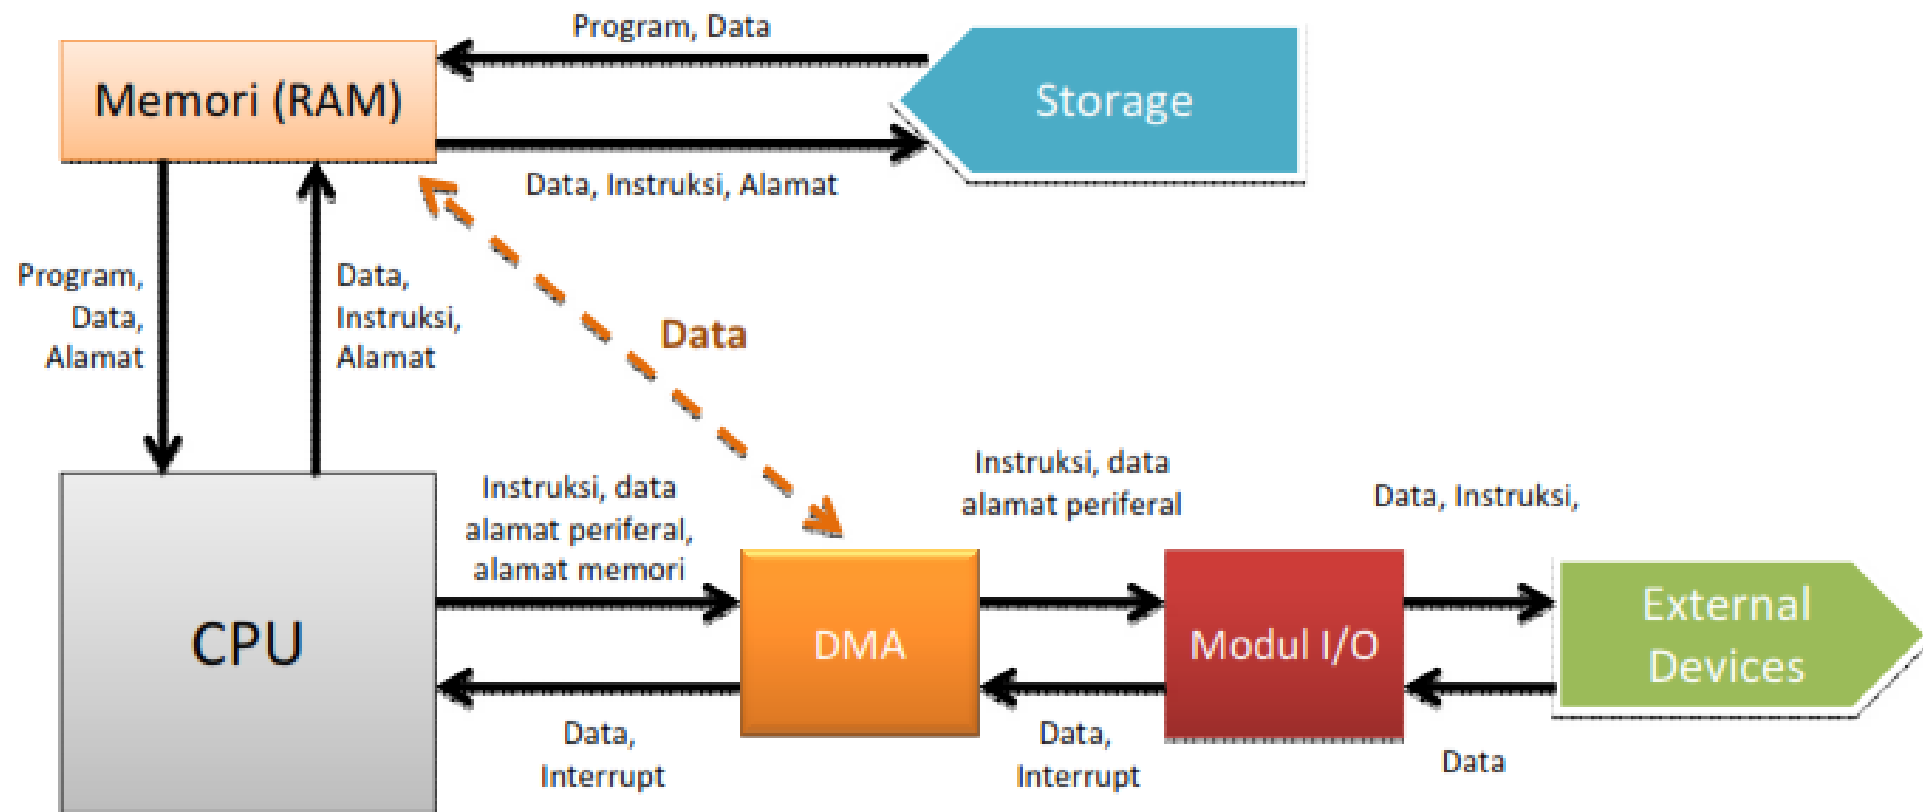 Program, Data
Memori (RAM)
Storage
Data, Instruksi, Alamat
Program,
Data,
Alamat
Data,
Instruksi,
Alamat
Data
Instruksi, data
alamat periferal,
alamat memori
Instruksi, data
alamat periferal
Data, Instruksi,
CPU
DMA
Modul I/O
External
Devices
Data,
Interrupt
Data,
Interrupt
Data